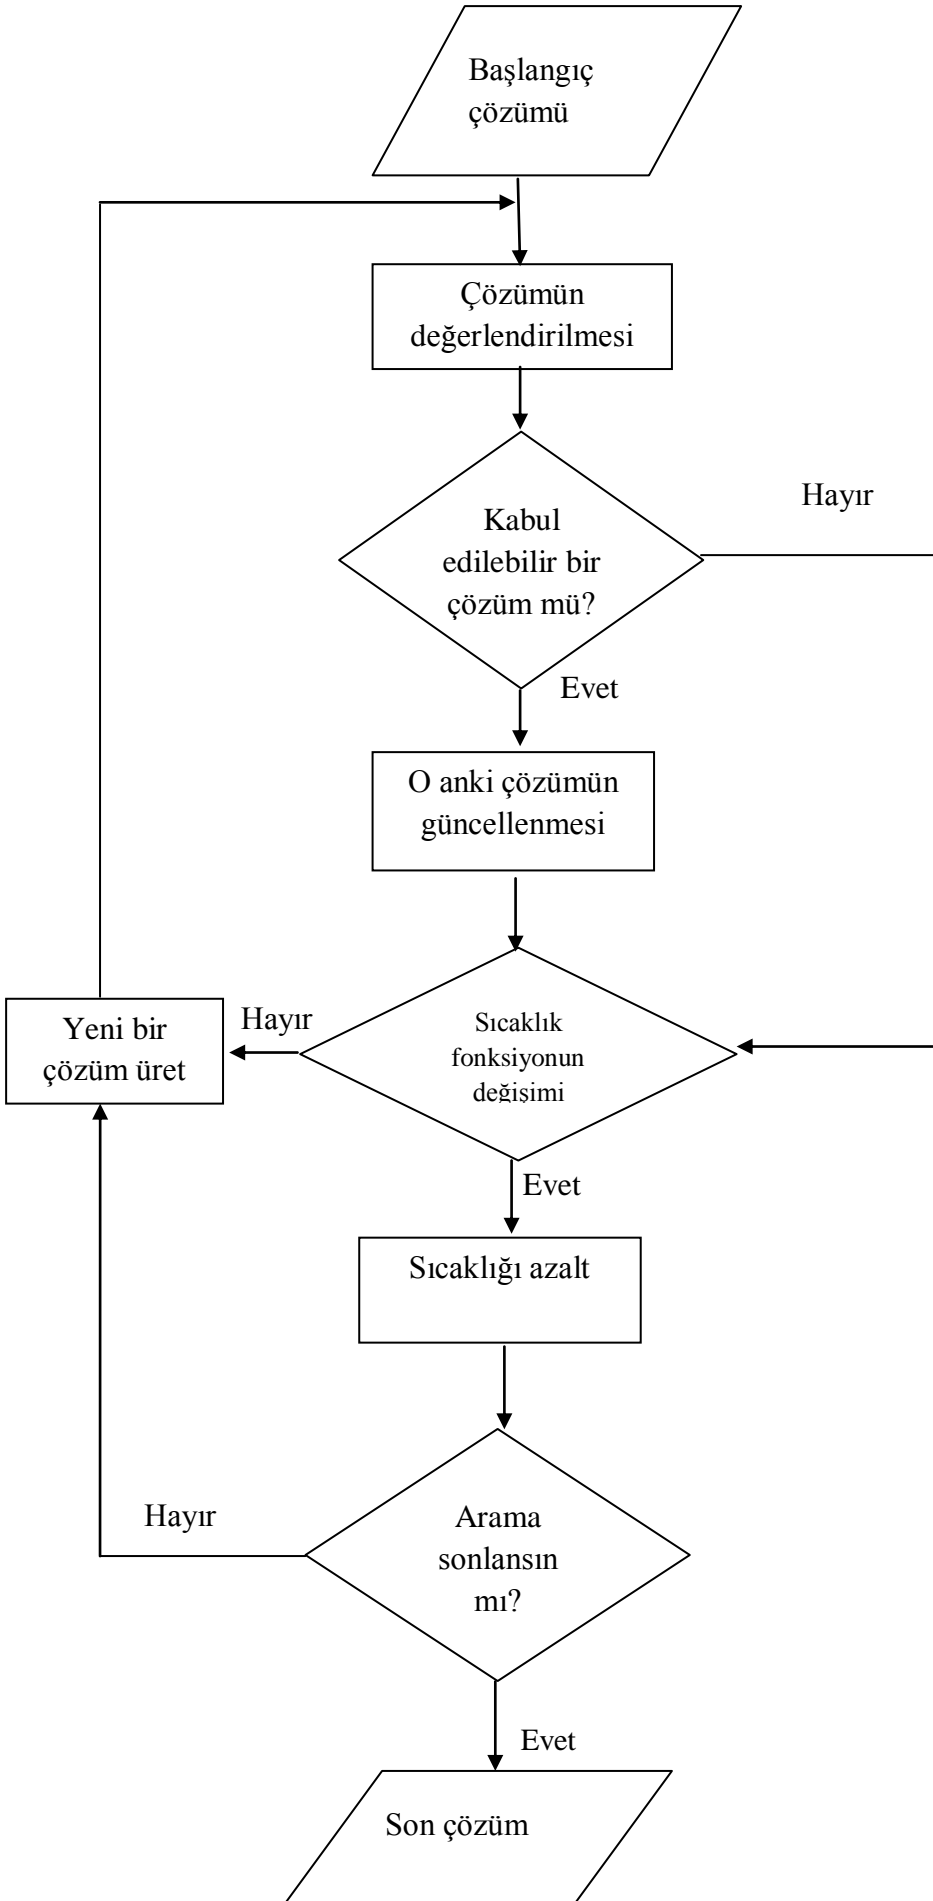 Başlangıç
çözümü
Çözümün
değerlendirilmesi
Kabul
edilebilir bir
çözüm mü?
Hayır
Evet
O anki çözümün
güncellenmesi
Sıcaklık
fonksiyonun
değişimi
Hayır
Yeni bir
çözüm üret
Evet
Sıcaklığı azalt
Arama
sonlansın
mı?
Hayır
Evet
Son çözüm